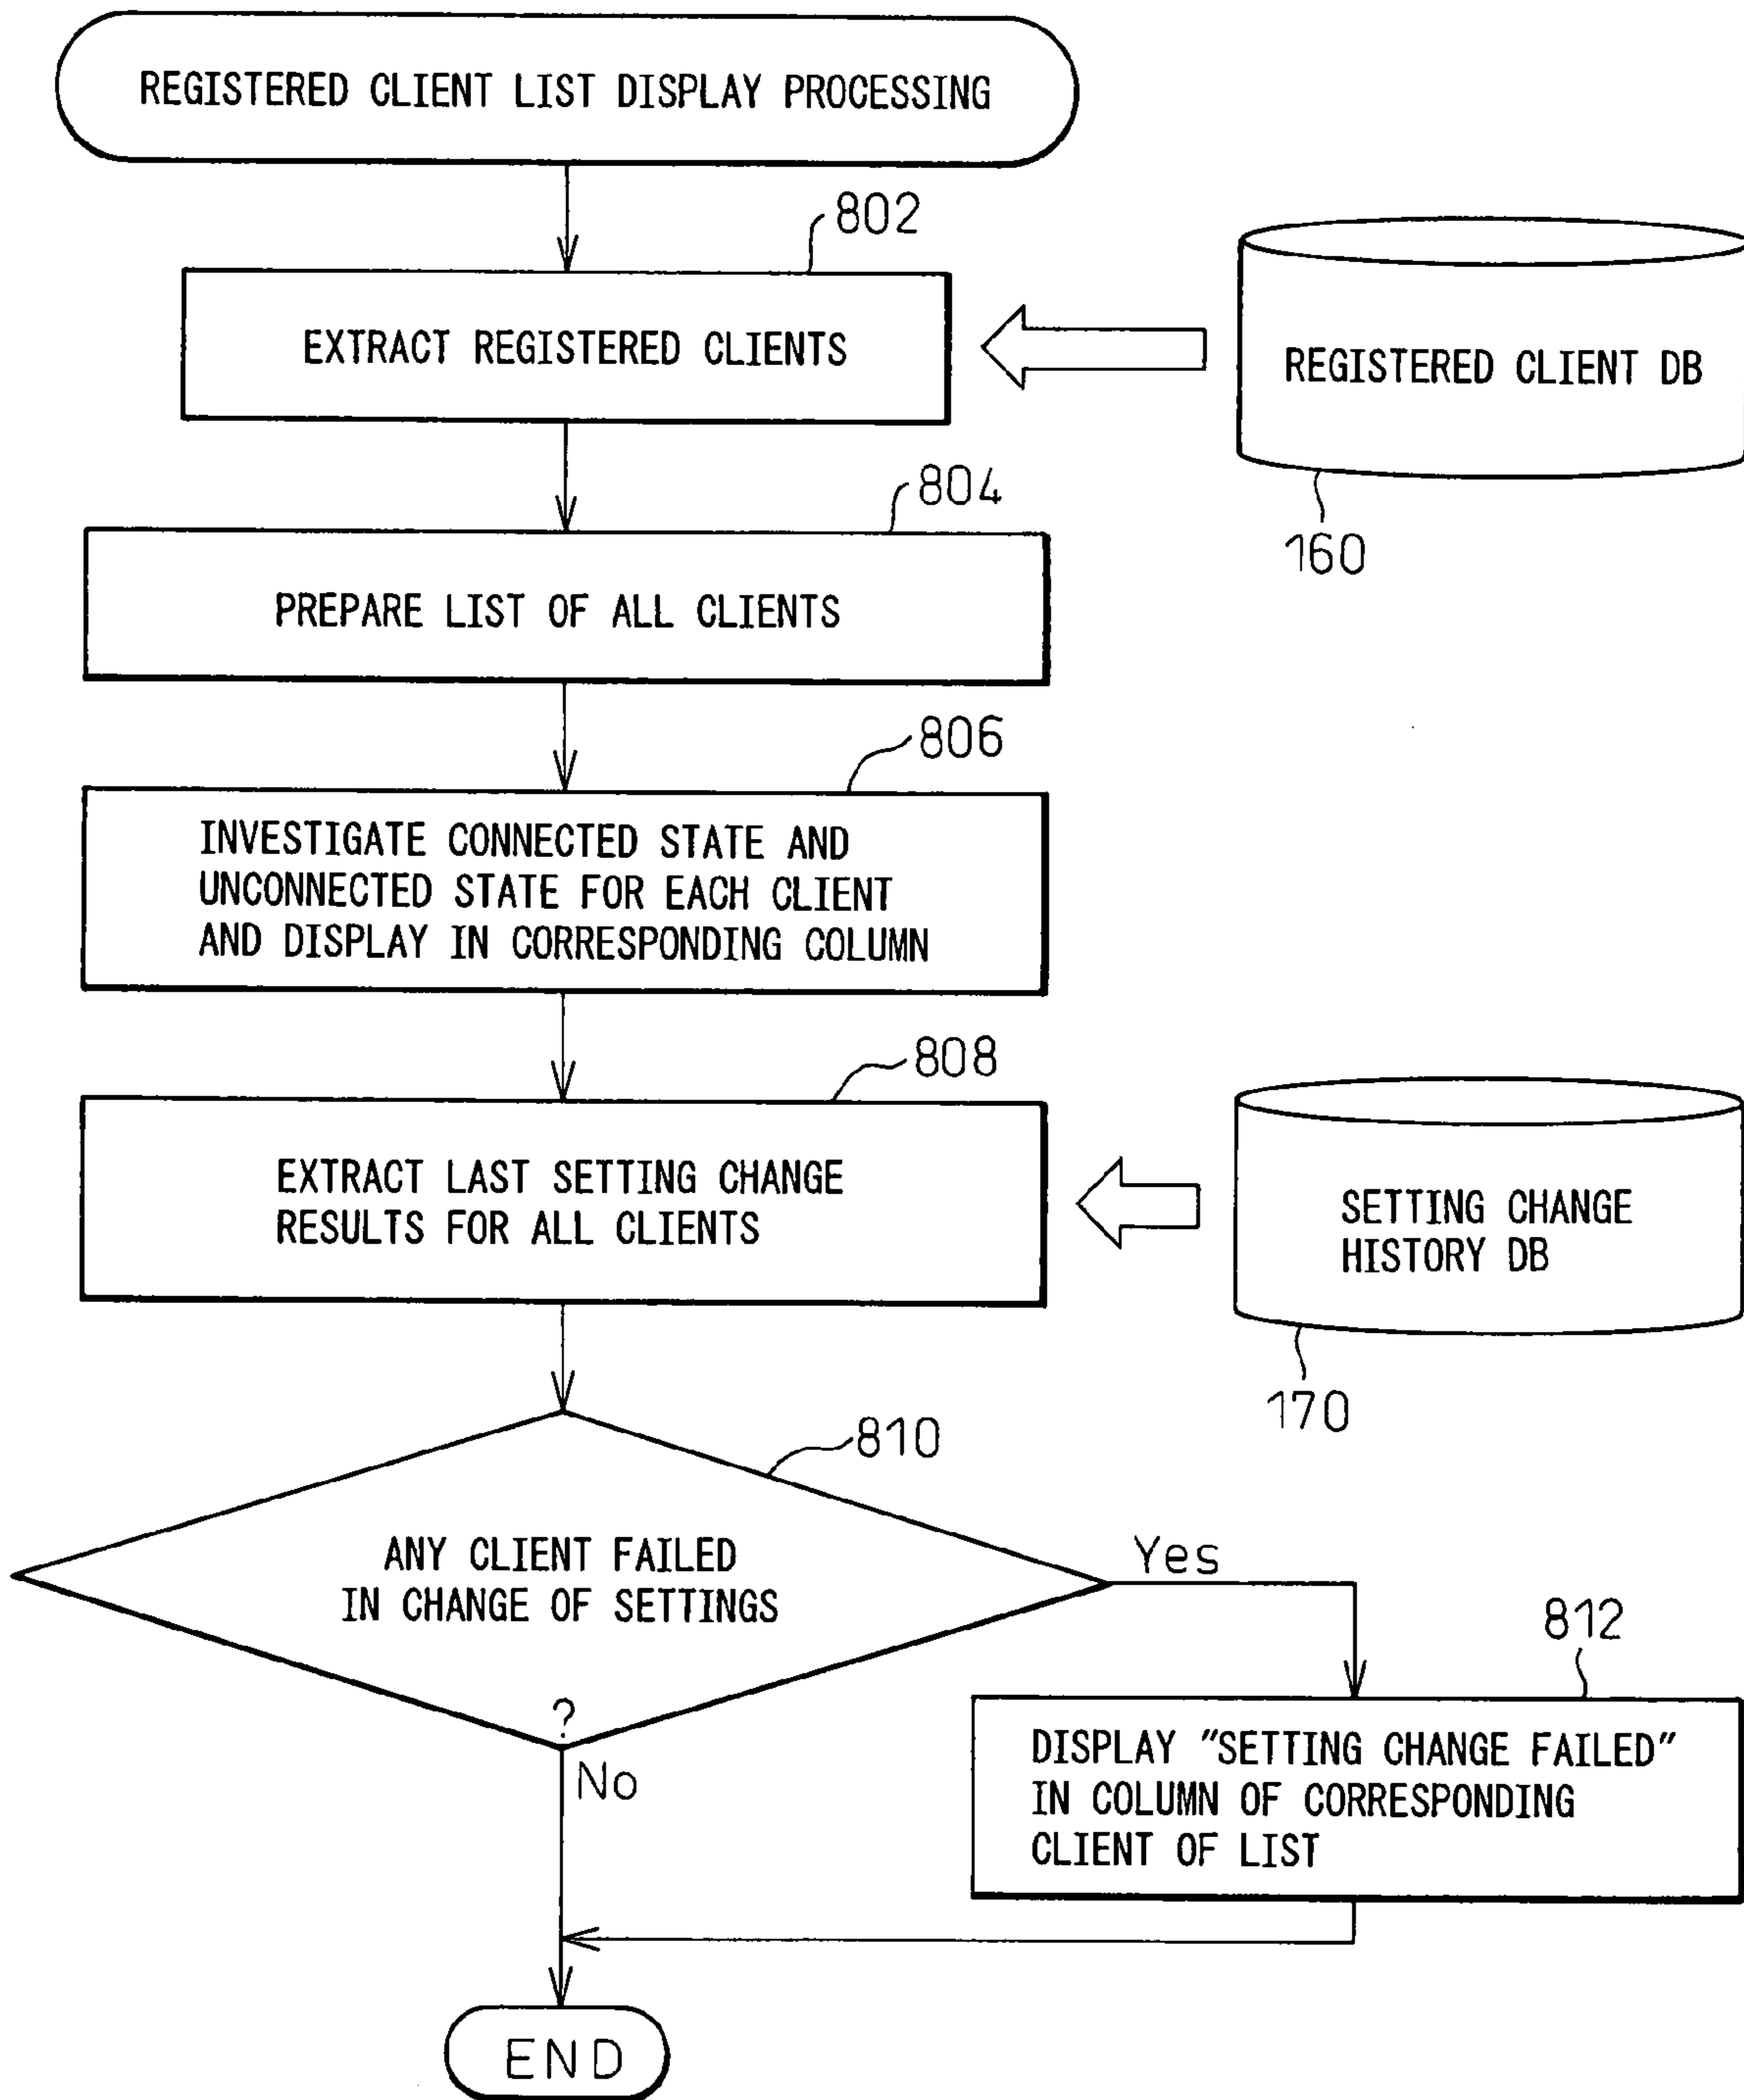 REGISTERED CLIENT LIST DISPLAY PROCESSING
802
EXTRACT REGISTERED CLIENTS
REGISTERED CLIENT DB
160
804
PREPARE LIST OF ALL CLIENTS
806
INVESTIGATE CONNECTED STATE AND
UNCONNECTED STATE FOR EACH CLIENT
AND DISPLAY IN CORRESPONDING COLUMN
808
EXTRACT LAST SETTING CHANGE
RESULTS FOR ALL CLIENTS
SETTING CHANGE
HISTORY DB
170
810
ANY CLIENT FAILED
IN CHANGE OF SETTINGS
?
Yes
No
812
DISPLAY "SETTING CHANGE FAILED"
IN COLUMN OF CORRESPONDING
CLIENT OF LIST
END